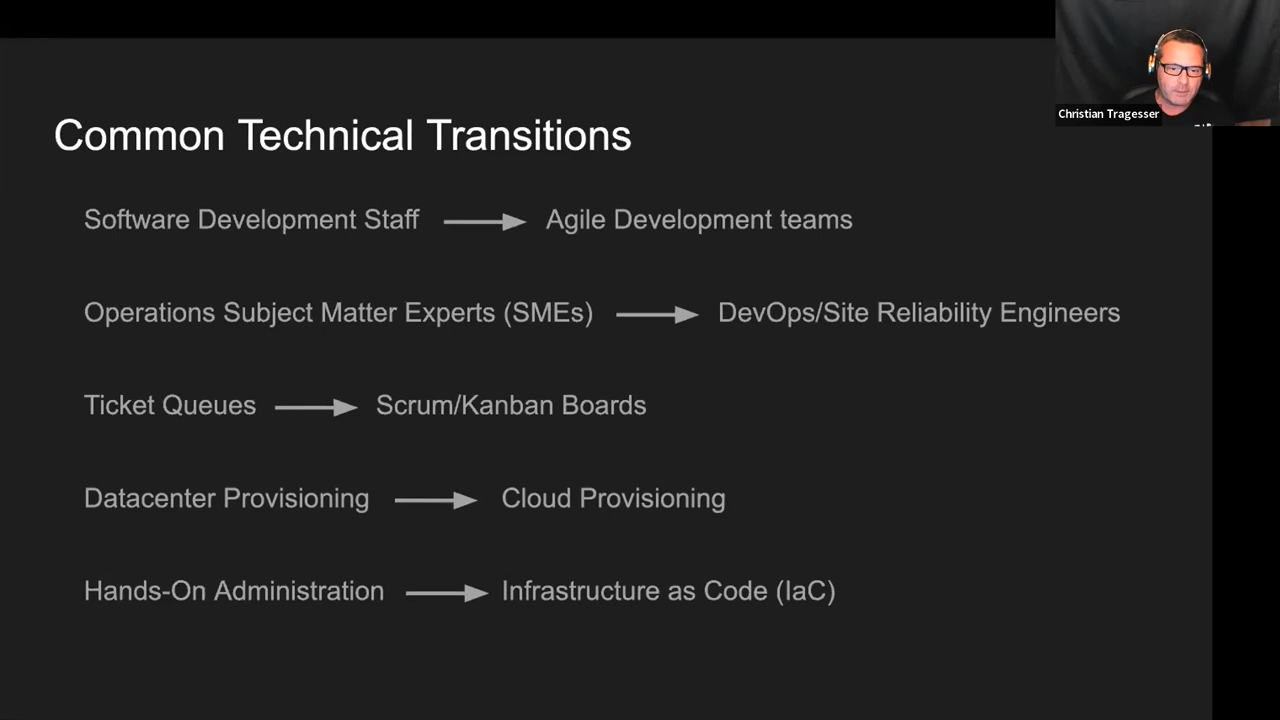 Christian Tragesser
Common Technical Transitions
Software Development Staff Agile Development teams
Operations Subject Matter Experts (SMEs) DevOps/Site Reliability Engineers
Ticket Queues Scrum/Kanban Boards
Datacenter Provisioning Cloud Provisioning
Hands-On Administration Infrastructure as Code (IaC)